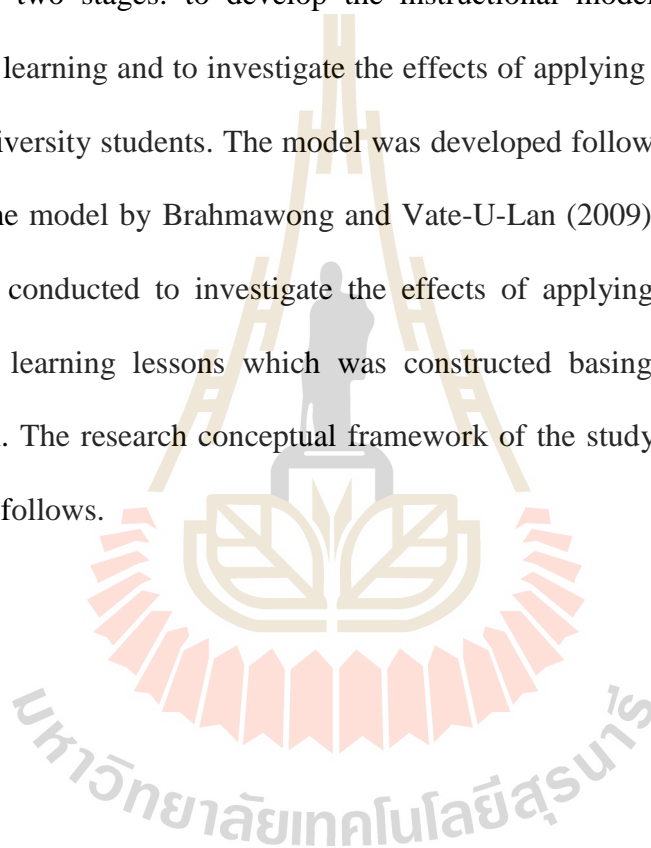 two stages: to develop the instructional model
learning and to investigate the effects of applying
iversity students. The model was developed follow
ne model by Brahmawong and Vate-U-Lan (2009)
conducted to investigate the effects of applying
learning lessons which was constructed basing
. The research conceptual framework of the study
follows.
มหาวิทยาลัยเทคโนโลยีสุรนารี